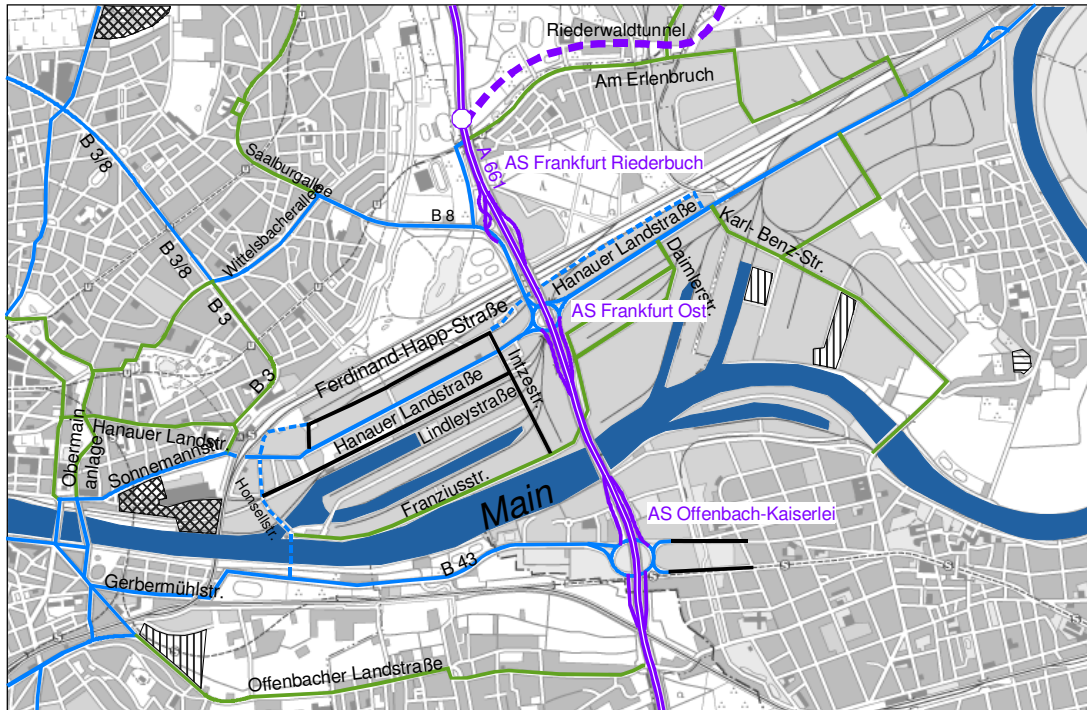 Riederwaldtunnel
Am Erlenbruch
B 3/8
A 661
AS Frankfurt Riederbuch
Saalburgallee
Wittelsbacherallee
B 8
B 3/8
Hanauer Landstraße
Karl- Benz-Str.
Daimlerstr.
B 3
AS Frankfurt Ost
Ferdinand-Happ-Straße
Intzestr.
B 3
Hanauer Landstraße
Lindleystraße
Hanauer Landstr.
Obermain
anlage
Sonnemannstr.
Honsellstr.
Franziusstr.
Main
AS Offenbach-Kaiserlei
B 43
Gerbermühlstr.
Offenbacher Landstraße